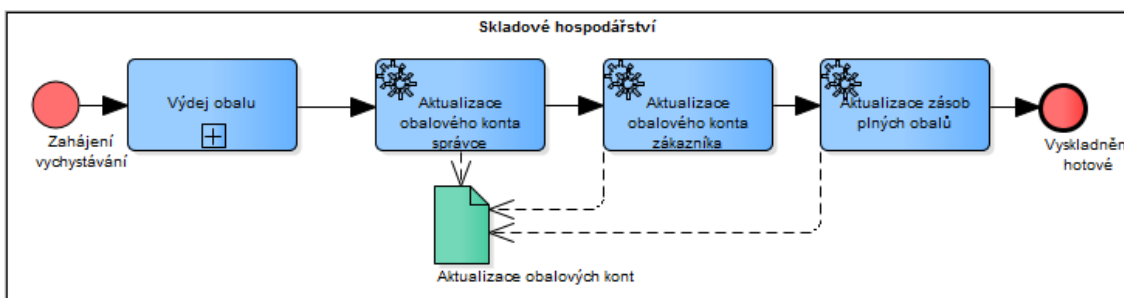 Skladové hospodářství
Zahájení
vychystávání
Výdej obalu
Aktualizace
obalového konta
správce
Aktualizace
obalového konta
zákazníka
Aktualizace zásob
plných obalů
Vyskladněn
hotové
Aktualizace obalových kont